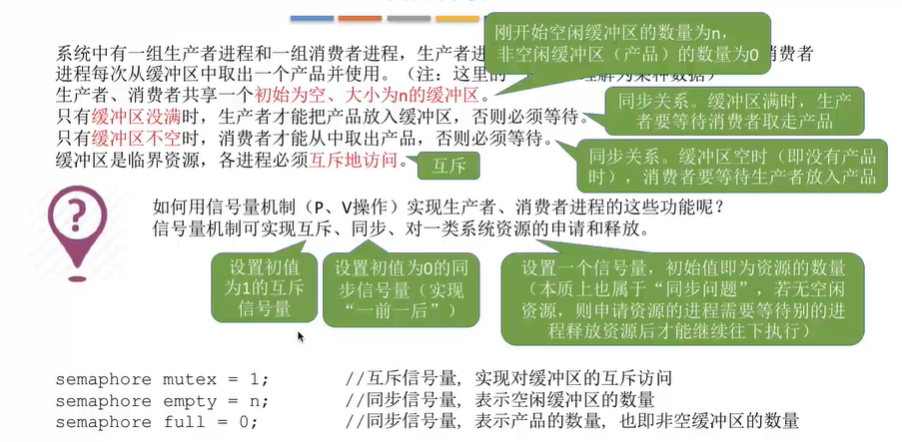 刚开始空闲缓冲区的数量为n，
非空闲缓冲区（产品）的数量为0
系统中有一组生产者进程和一组消费者进程，生产者进
消费者
进程每次从缓冲区中取出一个产品并使用。（注：这里的
理解为某种数据）
生产者、消费者共享一个初始为空、大小为n的缓冲区。
只有缓冲区没满时，生产者才能把产品放入缓冲区，否则必须等待。
同步关系。缓冲区满时，生产
者要等待消费者取走产品
只有缓冲区不空时，消费者才能从中取出产品，否则必须等待。
缓冲区是临界资源，各进程必须互斥地访问。
互斥
同步关系。缓冲区空时（即没有产品
时），消费者要等待生产者放入产品
?
如何用信号量机制（P、V操作）实现生产者、消费者进程的这些功能呢？
信号量机制可实现互斥、同步、对一类系统资源的申请和释放。
设置初值
为1的互斥
信号量
设置初值为0的同
步信号量（实现
“一前一后”）
设置一个信号量，初始值即为资源的数量
（本质上也属于“同步问题”，若无空闲
资源，则申请资源的进程需要等待别的进
程释放资源后才能继续往下执行）
semaphore mutex = 1; //互斥信号量，实现对缓冲区的互斥访问
semaphore empty = n; //同步信号量，表示空闲缓冲区的数量
semaphore full = 0; //同步信号量，表示产品的数量，也即非空缓冲区的数量